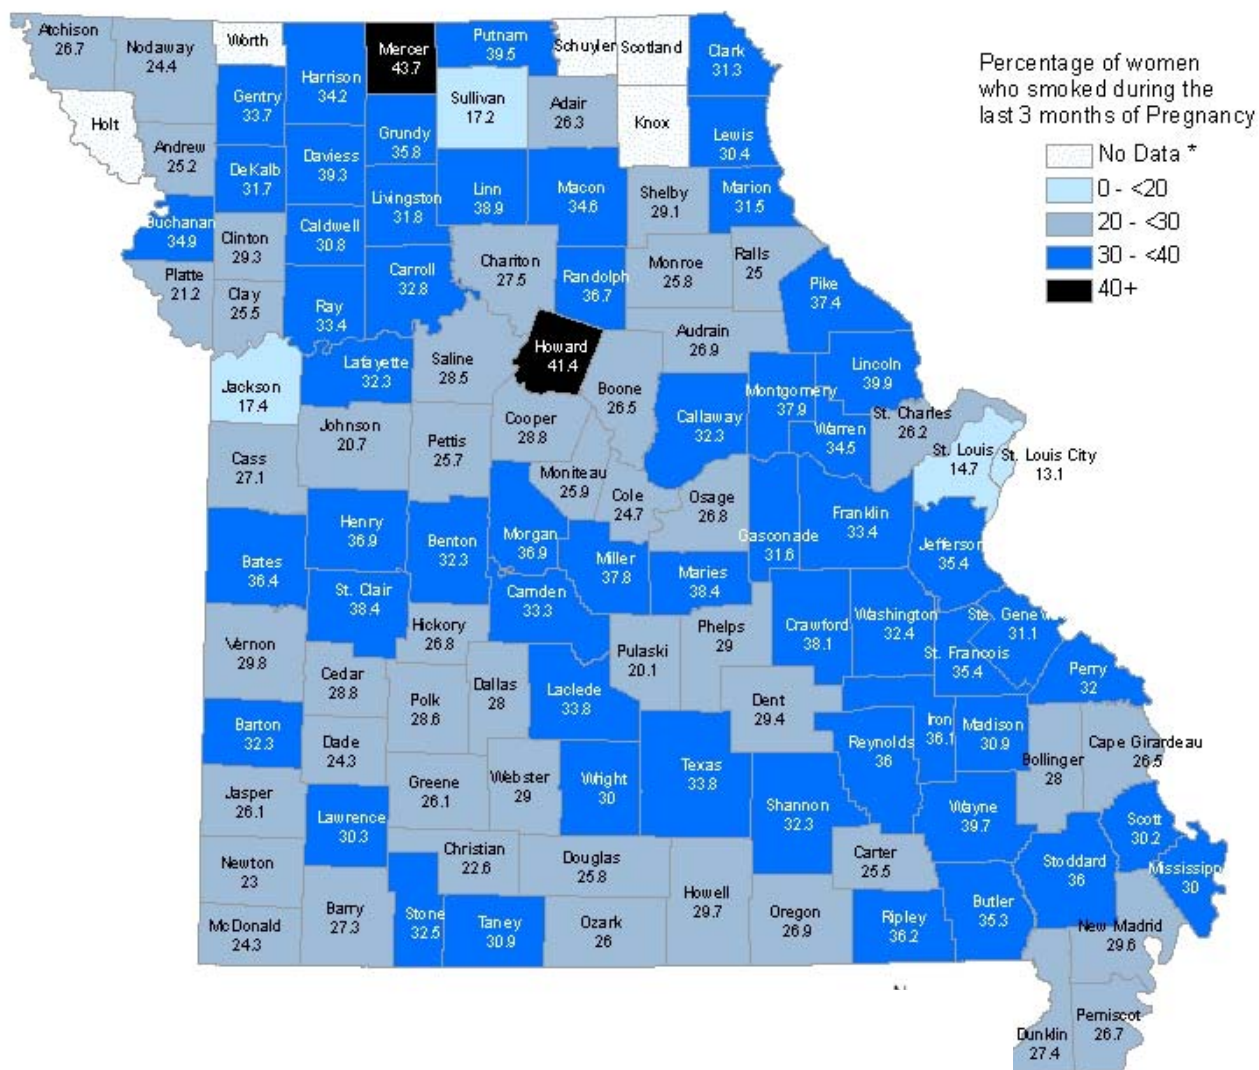 Atchison
26.7
Nodaway
24.4
Worth
Harrison
34.2
Mercer
43.7
Putnam
39.5
Schuyler
Scotland
Clark
31.3
Percentage of women
who smoked during the
last 3 months of Pregnancy
No Data *
0 - <20
20 - <30
30 - <40
40+
Holt
Gentry
33.7
Sullivan
17.2
Adair
26.3
Knox
Lewis
30.4
Andrew
25.2
DeKalb
31.7
Daviess
39.3
Grundy
35.8
Livingston
31.8
Linn
38.9
Macon
34.6
Shelby
29.1
Marion
31.5
Buchanan
34.9
Clinton
29.3
Caldwell
30.8
Carroll
32.8
Chariton
27.5
Randolph
36.7
Monroe
25.8
Ralls
25
Pike
37.4
Platte
21.2
Clay
25.5
Ray
33.4
Audrain
26.9
Howard
41.4
Saline
28.5
Lafayette
32.3
Jackson
17.4
Boone
26.5
Callaway
32.3
Montgomery
37.9
Lincoln
39.9
Warren
34.5
St. Charles
26.2
St. Louis
14.7
St. Louis City
13.1
Johnson
20.7
Pettis
25.7
Cooper
28.8
Cass
27.1
Moniteau
25.9
Cole
24.7
Osage
26.8
Gasconade
31.6
Franklin
33.4
Jefferson
35.4
Henry
36.9
Benton
32.3
Morgan
36.9
Miller
37.8
Maries
38.4
Bates
36.4
St. Clair
38.4
Camden
33.3
Crawford
38.1
Washington
32.4
Ste. Genev
31.1
St. Francois
35.4
Perry
32
Vernon
29.8
Hickory
26.8
Pulaski
20.1
Phelps
29
Cedar
28.8
Polk
28.6
Dallas
28
Laclede
33.8
Dent
29.4
Iron
36.1
Madison
30.9
Reynolds
36
Bollinger
28
Cape Girardeau
26.5
Barton
32.3
Dade
24.3
Greene
26.1
Webster
29
Wright
30
Texas
33.8
Shannon
32.3
Wayne
39.7
Scott
30.2
Mississipp
30
Jasper
26.1
Lawrence
30.3
Christian
22.6
Douglas
25.8
Howell
29.7
Carter
25.5
Stoddard
36
Newton
23
McDonald
24.3
Barry
27.3
Stone
32.5
Taney
30.9
Ozark
26
Oregon
26.9
Ripley
36.2
Butler
35.3
New Madrid
29.6
Dunklin
27.4
Pemiscot
26.7